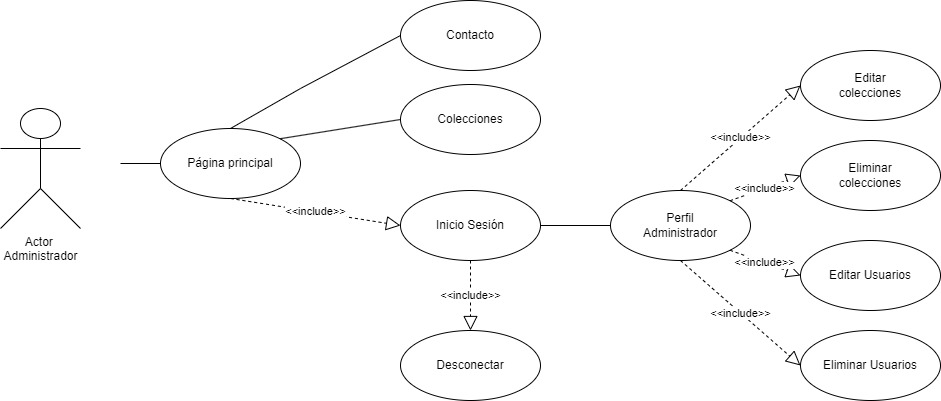 Contacto
Colecciones
Página principal
Actor
Administrador
<<include>>
Inicio Sesión
<<include>>
Desconectar
Perfil
Administrador
<<include>>
Editar
colecciones
<<include>>
Eliminar
colecciones
<<include>>
Editar Usuarios
<<include>>
Eliminar Usuarios